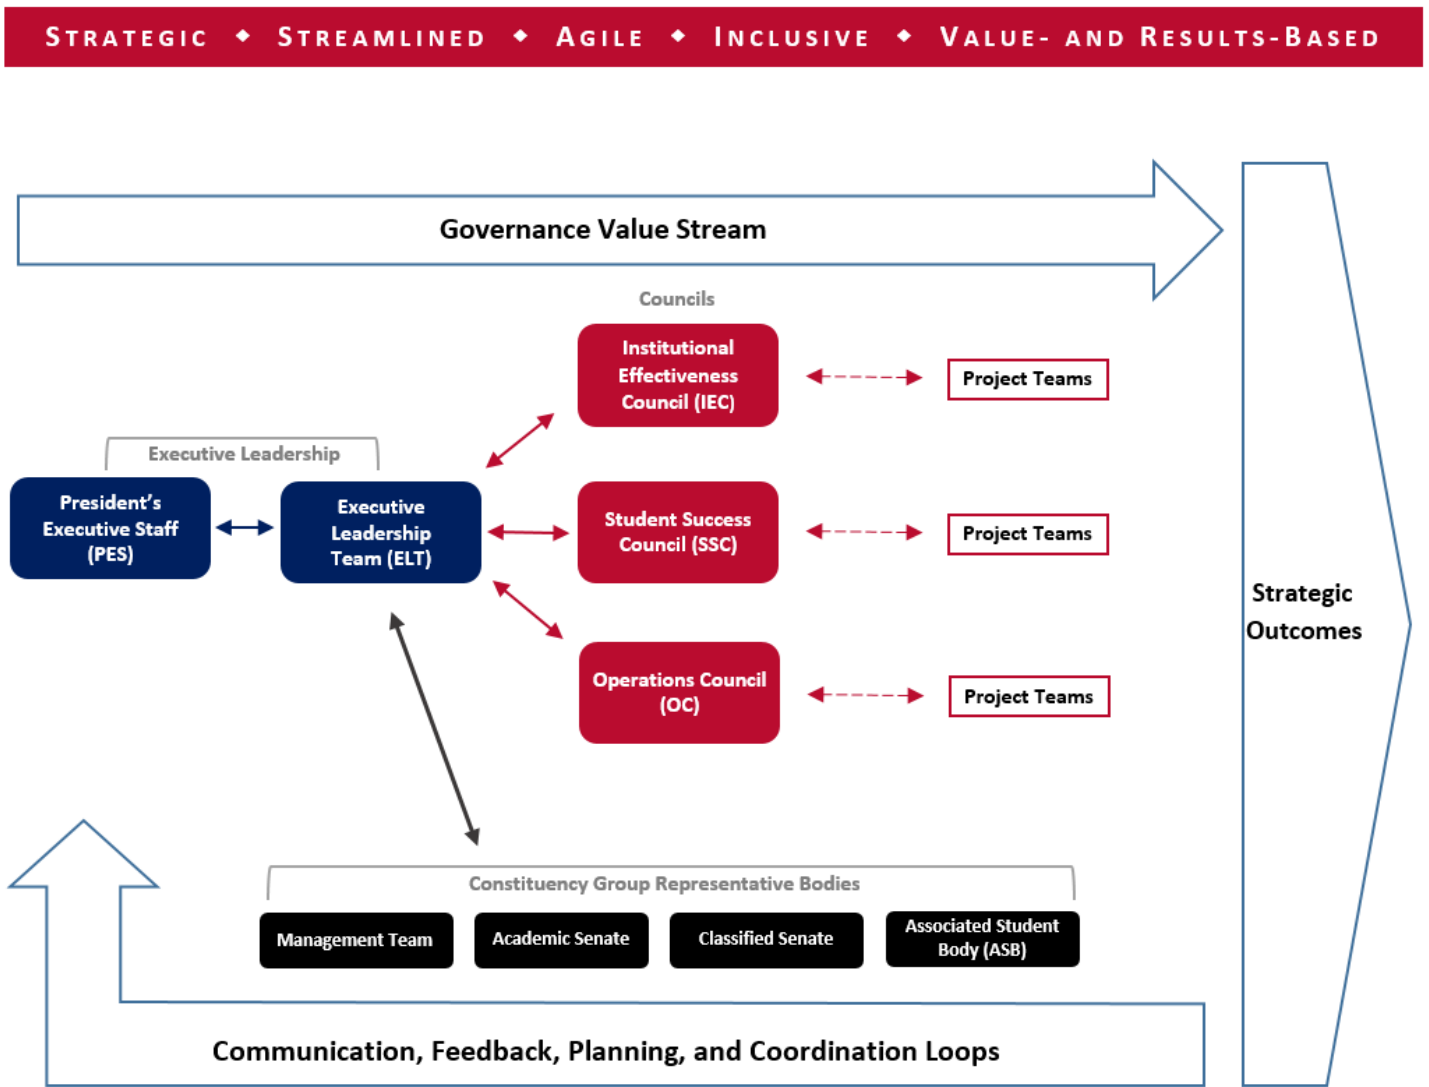 STRATEGIC ◆ STREAMLINED ◆ AGILE ◆ INCLUSIVE ◆ VALUE- AND RESULTS-BASED
Governance Value Stream
Councils
Institutional
Effectiveness
Council (IEC)
Project Teams
Executive Leadership
President’s
Executive Staff
(PES)
Executive
Leadership
Team (ELT)
Student Success
Council (SSC)
Project Teams
Operations Council
(OC)
Project Teams
Strategic
Outcomes
Constituency Group Representative Bodies
Management Team
Academic Senate
Classified Senate
Associated Student
Body (ASB)
Communication, Feedback, Planning, and Coordination Loops